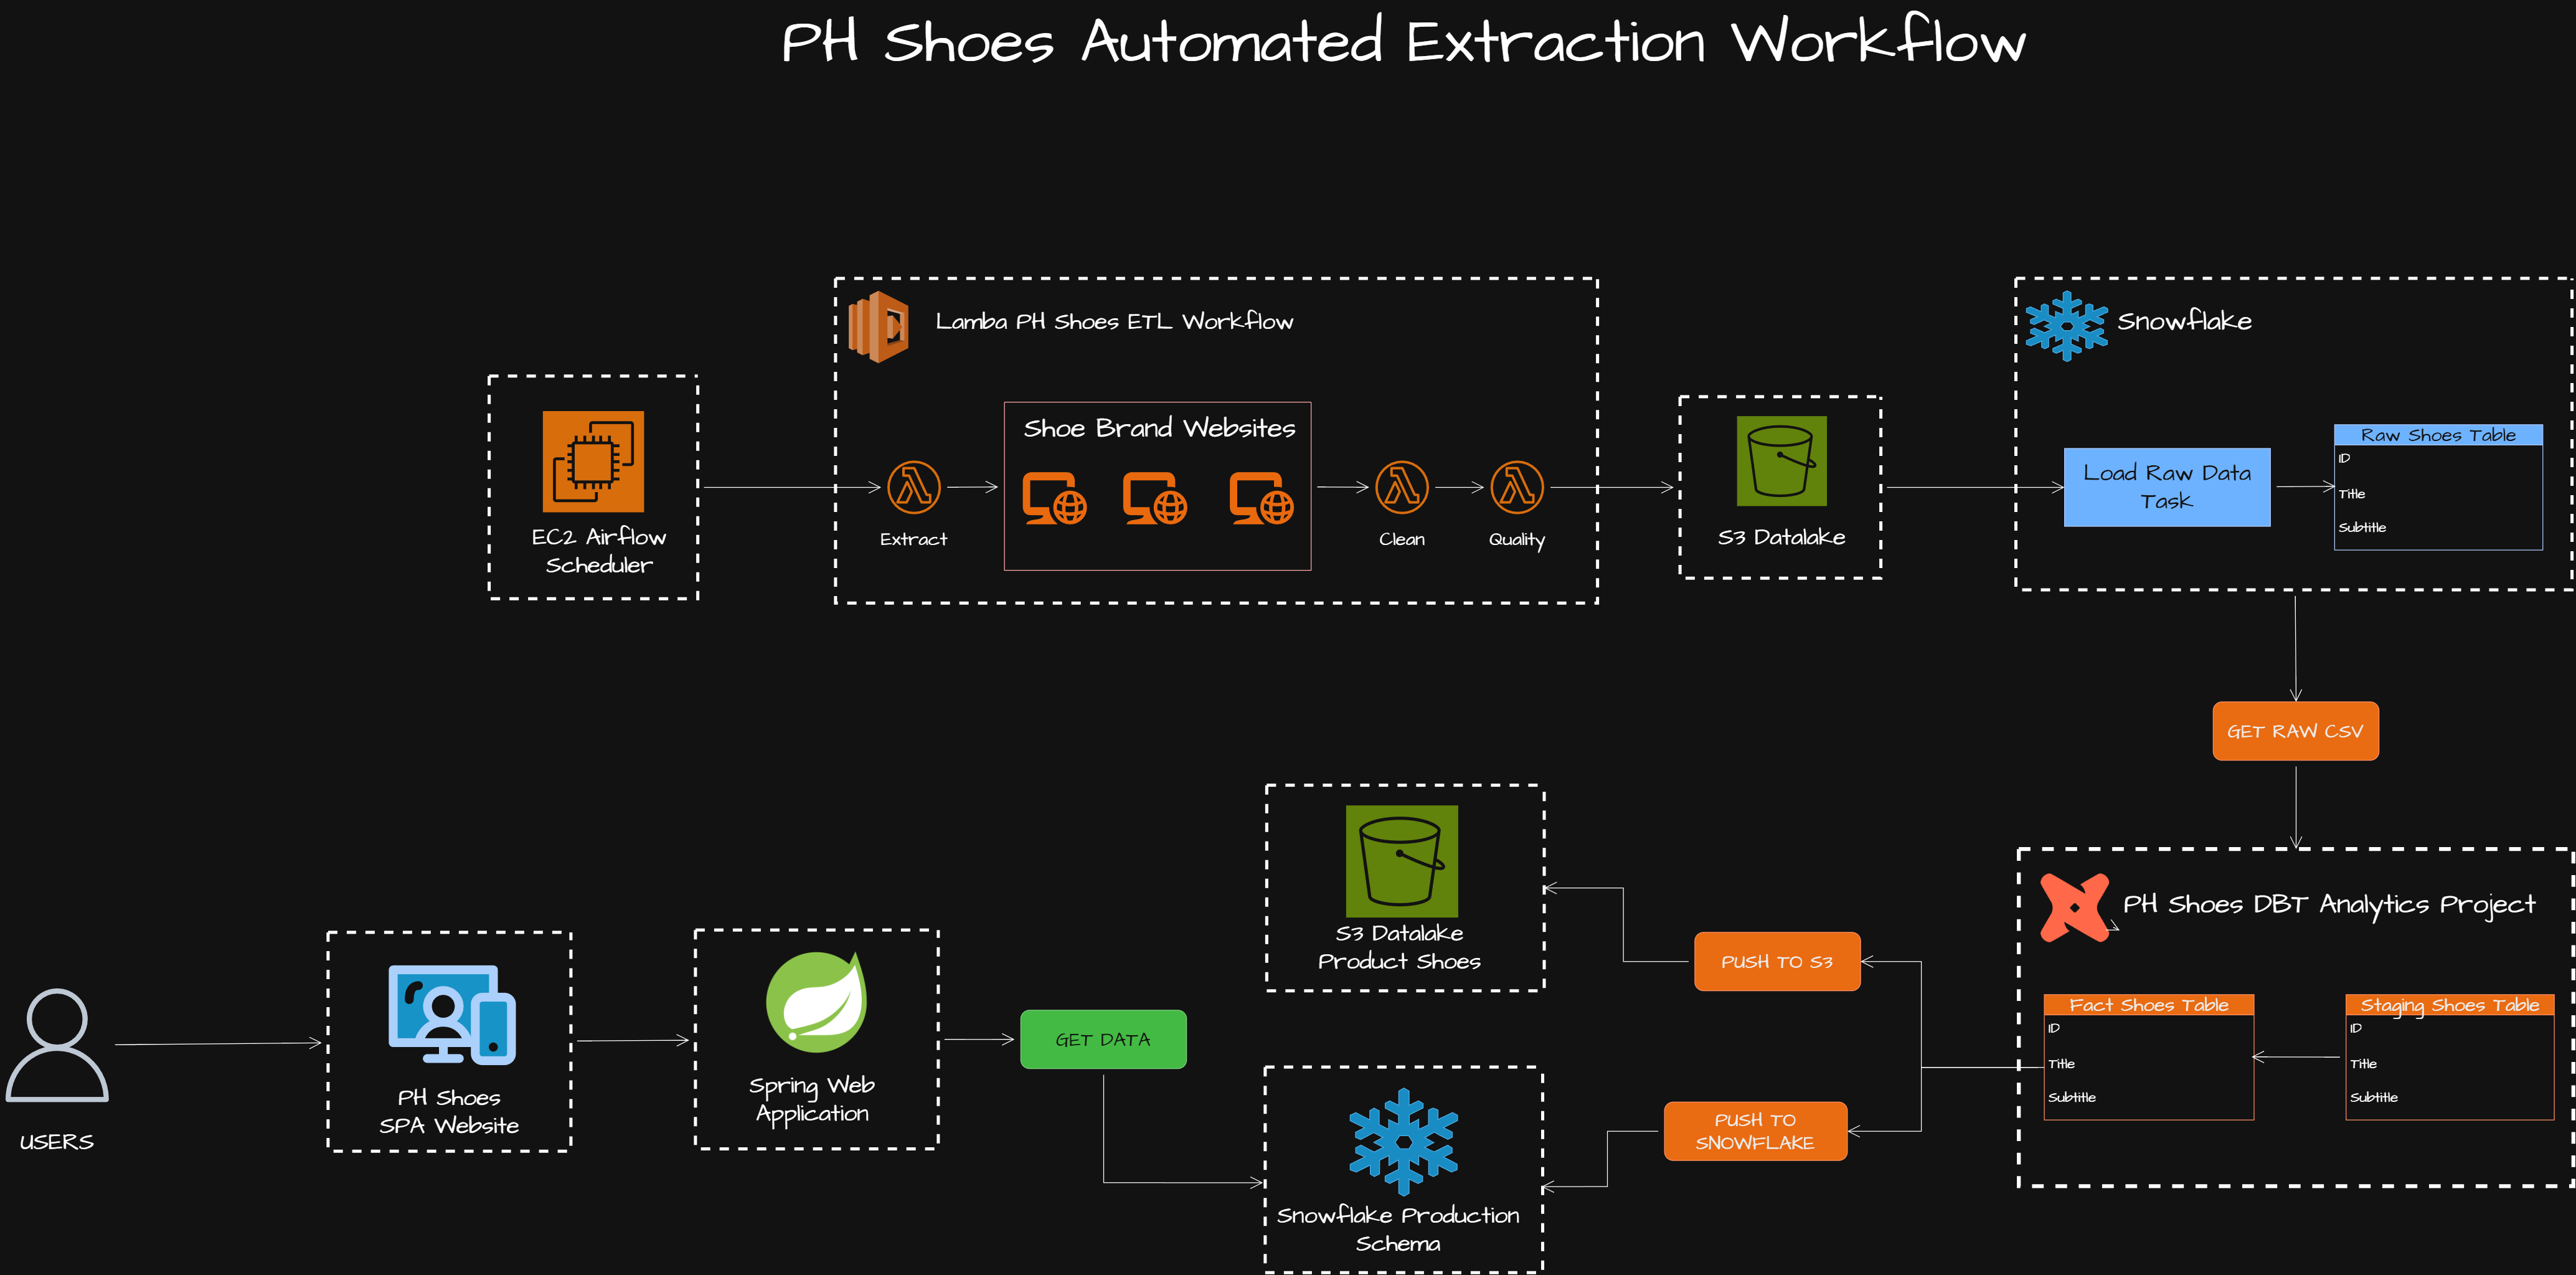 PH Shoes Automated Extraction Workflow
Lamba PH Shoes ETL Workflow
Snowflake
EC2 Airflow
Scheduler
Extract
Shoe Brand Websites
Clean
Quality
S3 Datalake
Load Raw Data
Task
Raw Shoes Table
ID
Title
Subtitle
GET RAW CSV
PH Shoes DBT Analytics Project
Fact Shoes Table
ID
Title
Subtitle
Staging Shoes Table
ID
Title
Subtitle
PUSH TO S3
PUSH TO
SNOWFLAKE
S3 Datalake
Product Shoes
Snowflake Production
Schema
GET DATA
Spring Web
Application
PH Shoes
SPA Website
USERS